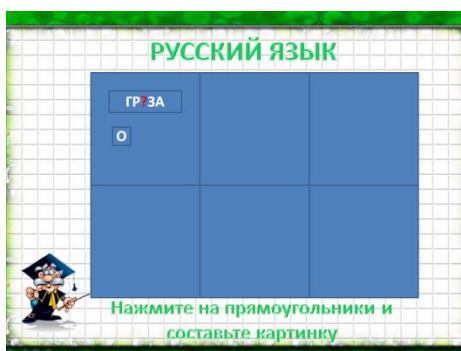 РУССКИЙ ЯЗЫК
ГР?ЗА
О
Нажмите на прямоугольники и
составьте картинку